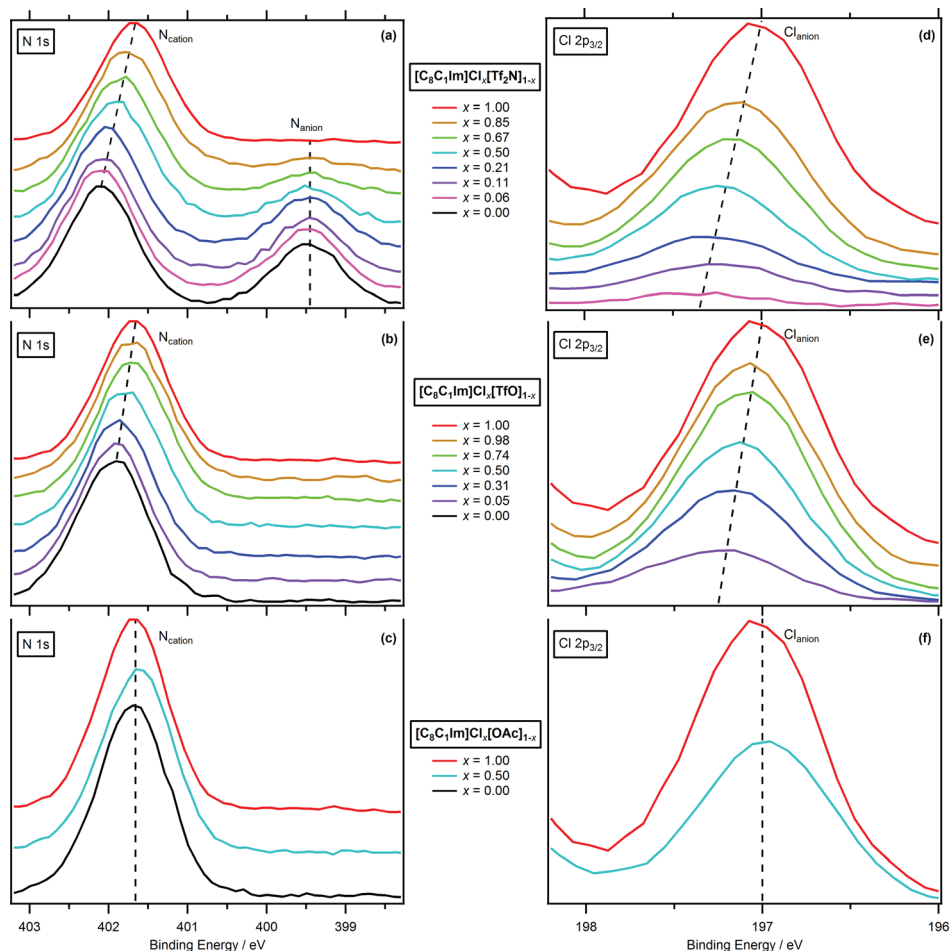 N 1s
N_cation
(a)
N_anion
[C₈C₁Im]Clₓ[Tf₂N]₁₋ₓ
x = 1.00
x = 0.85
x = 0.67
x = 0.50
x = 0.21
x = 0.11
x = 0.06
x = 0.00
Cl 2p₃/₂
Cl_anion
(d)
N 1s
N_cation
(b)
[C₈C₁Im]Clₓ[TfO]₁₋ₓ
x = 1.00
x = 0.98
x = 0.74
x = 0.50
x = 0.31
x = 0.05
x = 0.00
Cl 2p₃/₂
Cl_anion
(e)
N 1s
N_cation
(c)
[C₈C₁Im]Clₓ[OAc]₁₋ₓ
x = 1.00
x = 0.50
x = 0.00
Cl 2p₃/₂
Cl_anion
(f)
403 402 401 400 399
Binding Energy / eV
198 197 196
Binding Energy / eV